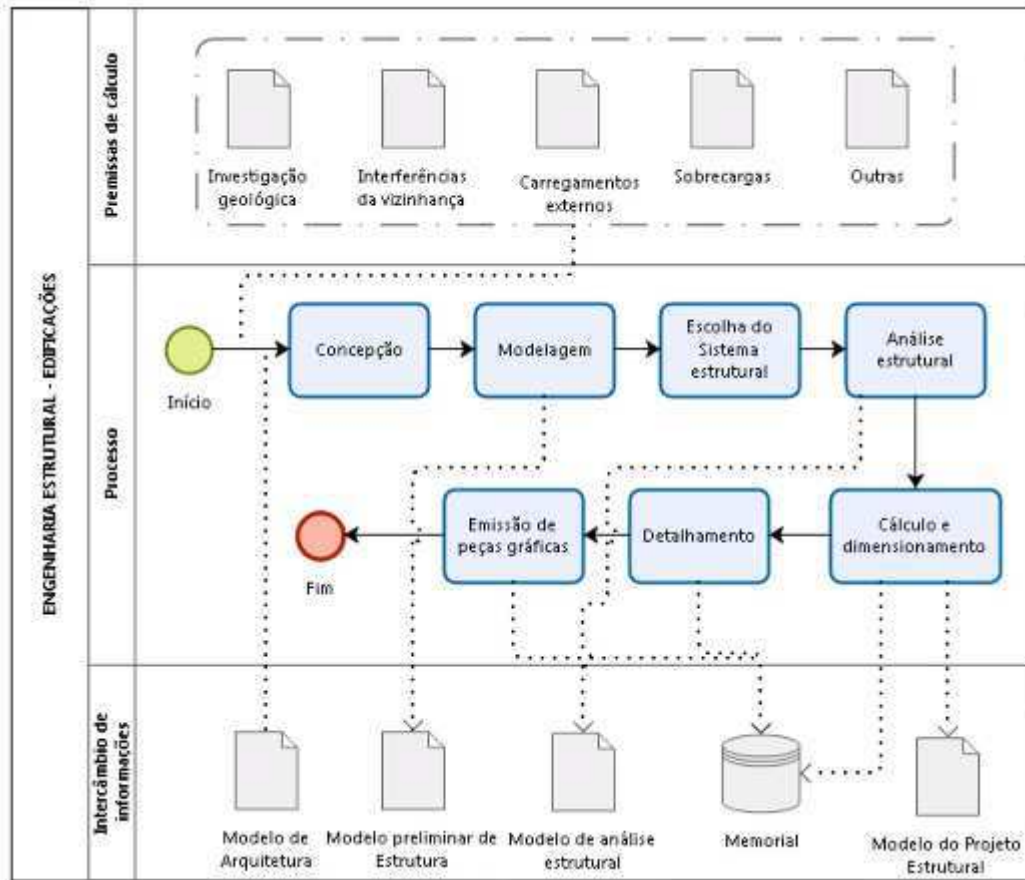 ENGENHARIA ESTRUTURAL - EDIFICAÇÕES
Premissas de cálculo
Investigação
geológica
Interferências
da vizinhança
Carregamentos
externos
Sobrecargas
Outras
Processo
Início
Concepção
Modelagem
Escolha do
Sistema
estrutural
Análise
estrutural
Fim
Emissão de
peças gráficas
Detalhamento
Cálculo e
dimensionamento
Intercâmbio de
informações
Modelo de
Arquitetura
Modelo preliminar de
Estrutura
Modelo de análise
estrutural
Memorial
Modelo do Projeto
Estrutural